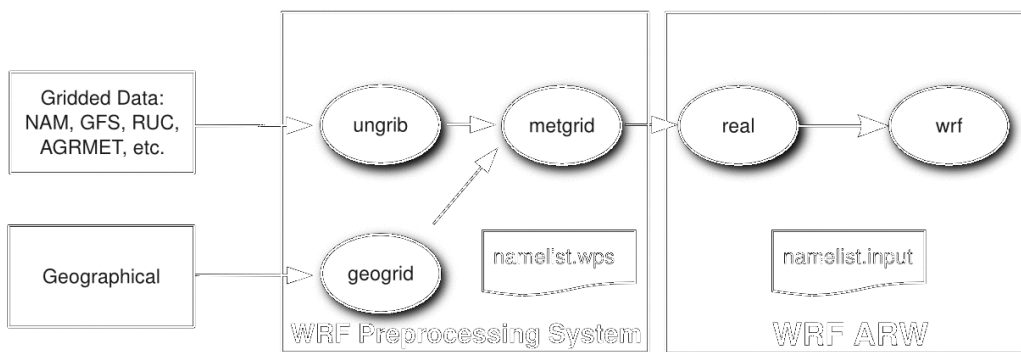 Gridded Data:
NAM, GFS, RUC,
AGRMET, etc.
ungrib
metgrid
real
wrf
Geographical
geogrid
namelist.wps
namelist.input
WRF Preprocessing System
WRF ARW